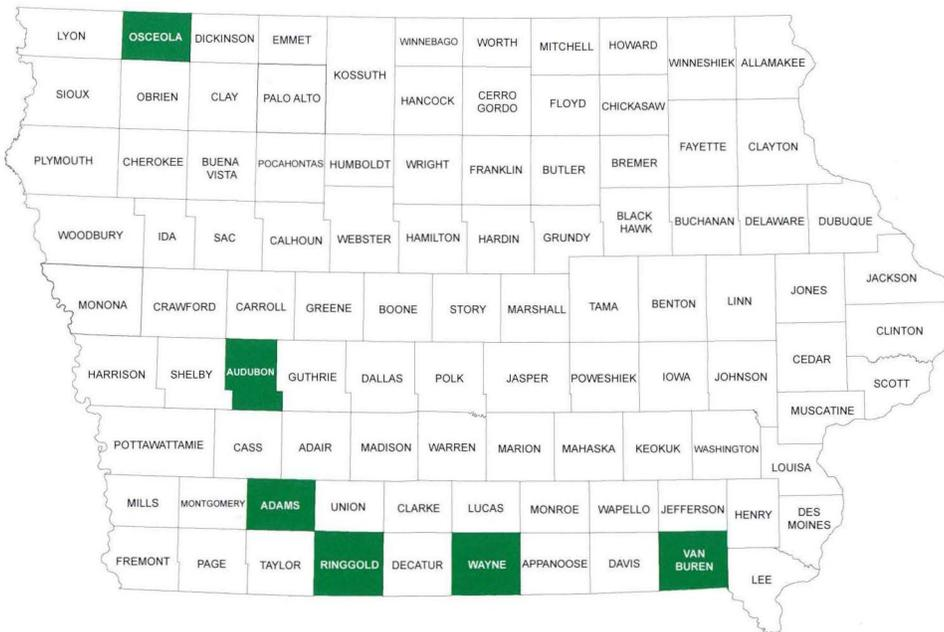 LYON
OSCEOLA
DICKINSON
EMMET
KOSSUTH
WINNEBAGO
WORTH
MITCHELL
HOWARD
WINNESHIEK
ALLAMAKEE
SIOUX
OBRIEN
CLAY
PALO ALTO
HANCOCK
CERRO
GORDO
FLOYD
CHICKASAW
PLYMOUTH
CHEROKEE
BUENA
VISTA
POCAHONTAS
HUMBOLDT
WRIGHT
FRANKLIN
BUTLER
BREMER
FAYETTE
CLAYTON
WOODBURY
IDA
SAC
CALHOUN
WEBSTER
HAMILTON
HARDIN
GRUNDY
BLACK
HAWK
BUCHANAN
DELAWARE
DUBUQUE
MONONA
CRAWFORD
CARROLL
GREENE
BOONE
STORY
MARSHALL
TAMA
BENTON
LINN
JONES
JACKSON
CLINTON
HARRISON
SHELBY
AUDUBON
GUTHRIE
DALLAS
POLK
JASPER
POWESHIEK
IOWA
JOHNSON
CEDAR
SCOTT
MUSCATINE
POTTAWATTAMIE
CASS
ADAIR
MADISON
WARREN
MARION
MAHASKA
KEOKUK
WASHINGTON
LOUISA
MILLS
MONTGOMERY
ADAMS
UNION
CLARKE
LUCAS
MONROE
WAPELLO
JEFFERSON
HENRY
DES
MOINES
FREMONT
PAGE
TAYLOR
RINGGOLD
DECATUR
WAYNE
APPANOOSE
DAVIS
VAN
BUREN
LEE